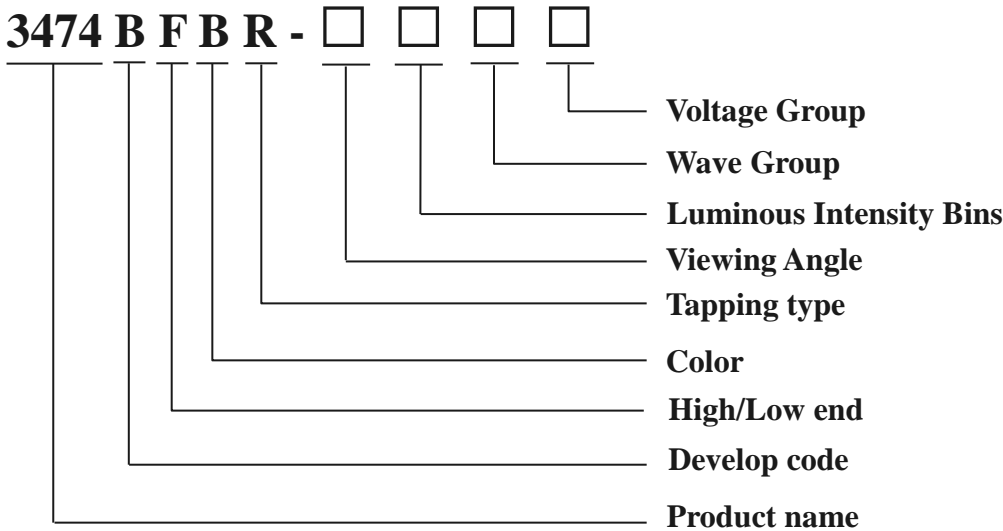 3474 B F B R - □ □ □ □
Voltage Group
Wave Group
Luminous Intensity Bins
Viewing Angle
Tapping type
Color
High/Low end
Develop code
Product name